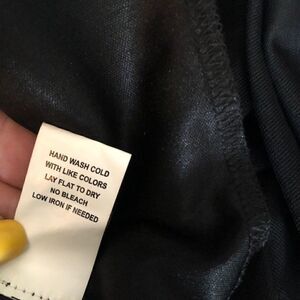 HAND WASH COLD
WITH LIKE COLORS
LAY FLAT TO DRY
NO BLEACH
LOW IRON IF NEEDED